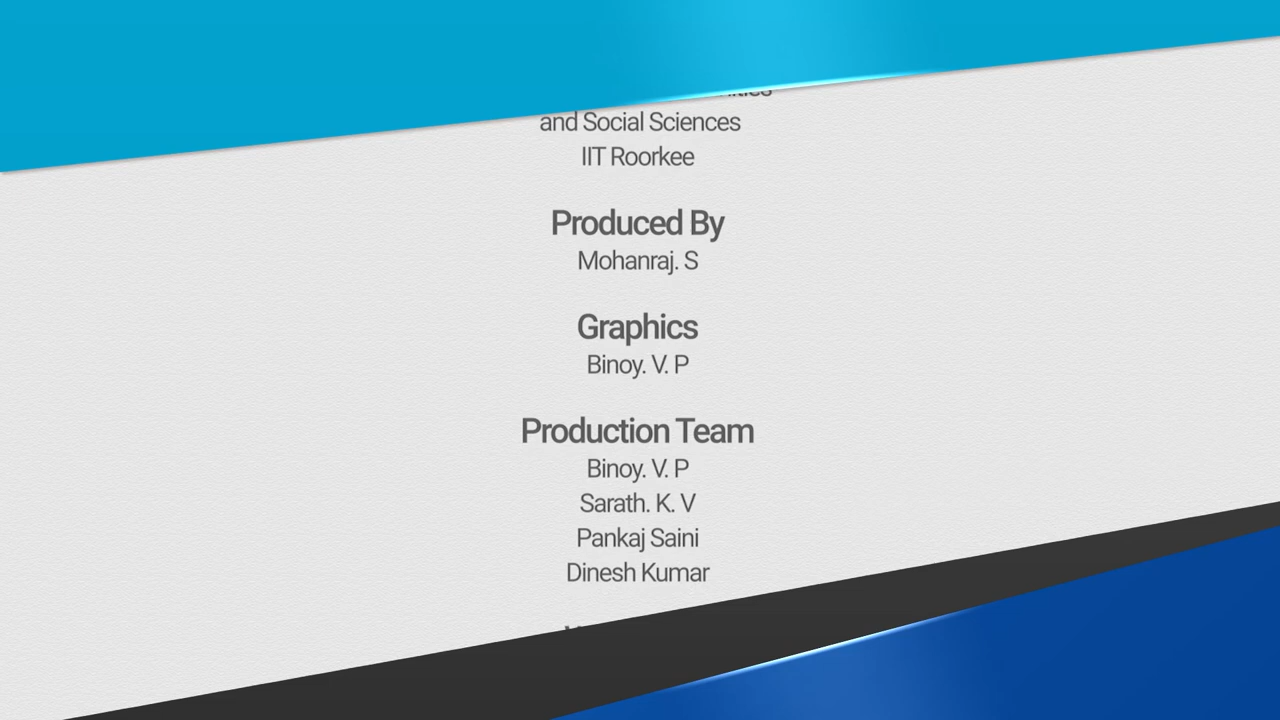 and Social Sciences
IIT Roorkee
Produced By
Mohanraj. S
Graphics
Binoy. V. P
Production Team
Binoy. V. P
Sarath. K. V
Pankaj Saini
Dinesh Kumar